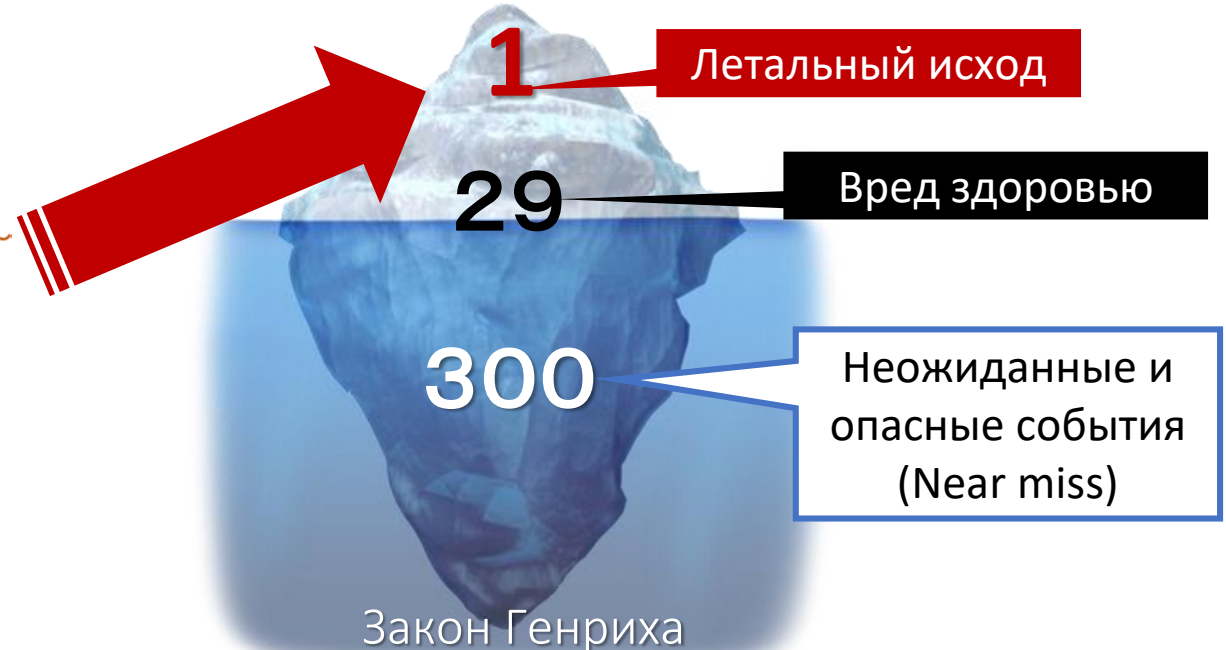 1
Летальный исход
29
Вред здоровью
300
Неожиданные и
опасные события
(Near miss)
Закон Генриха